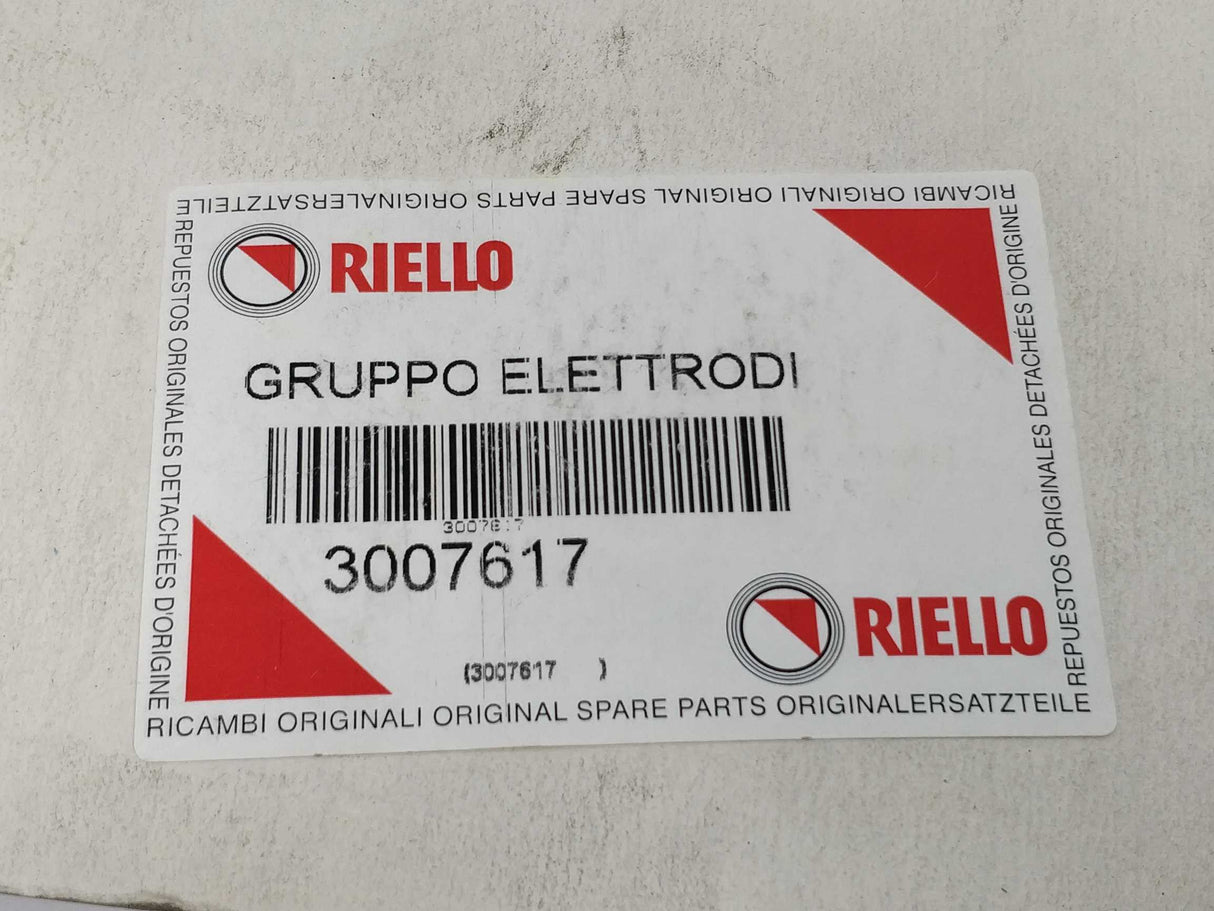 RICAMBI ORIGINALI ORIGINAL SPARE PARTS ORIGINALERSATZTEILE
REPUESTOS ORIGINALES DETACHÉES D'ORIGINE
RIELLO
GRUPPO ELETTRODI
3007617
3007617
(3007617 )
RIELLO
REPUESTOS ORIGINALES DETACHÉES D'ORIGINE
RICAMBI ORIGINALI ORIGINAL SPARE PARTS ORIGINALERSATZTEILE